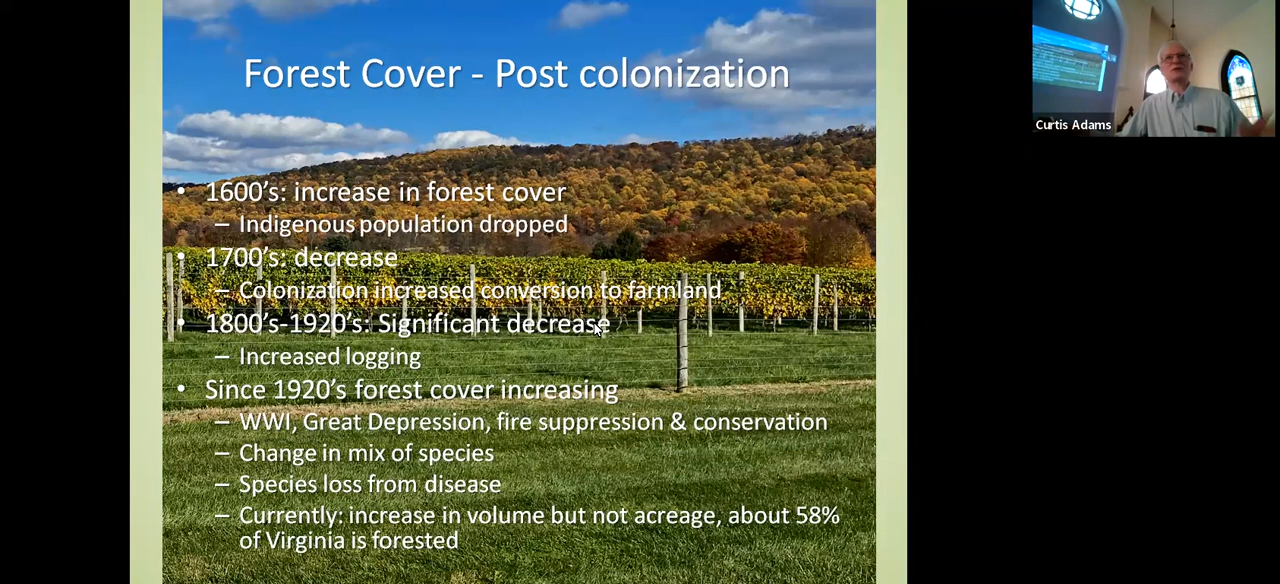 Forest Cover - Post colonization
• 1600’s: increase in forest cover
– Indigenous population dropped
• 1700’s: decrease
– Colonization increased conversion to farmland
• 1800’s-1920’s: Significant decrease
– Increased logging
• Since 1920’s forest cover increasing
– WWI, Great Depression, fire suppression & conservation
– Change in mix of species
– Species loss from disease
– Currently: increase in volume but not acreage, about 58%
of Virginia is forested
Curtis Adams